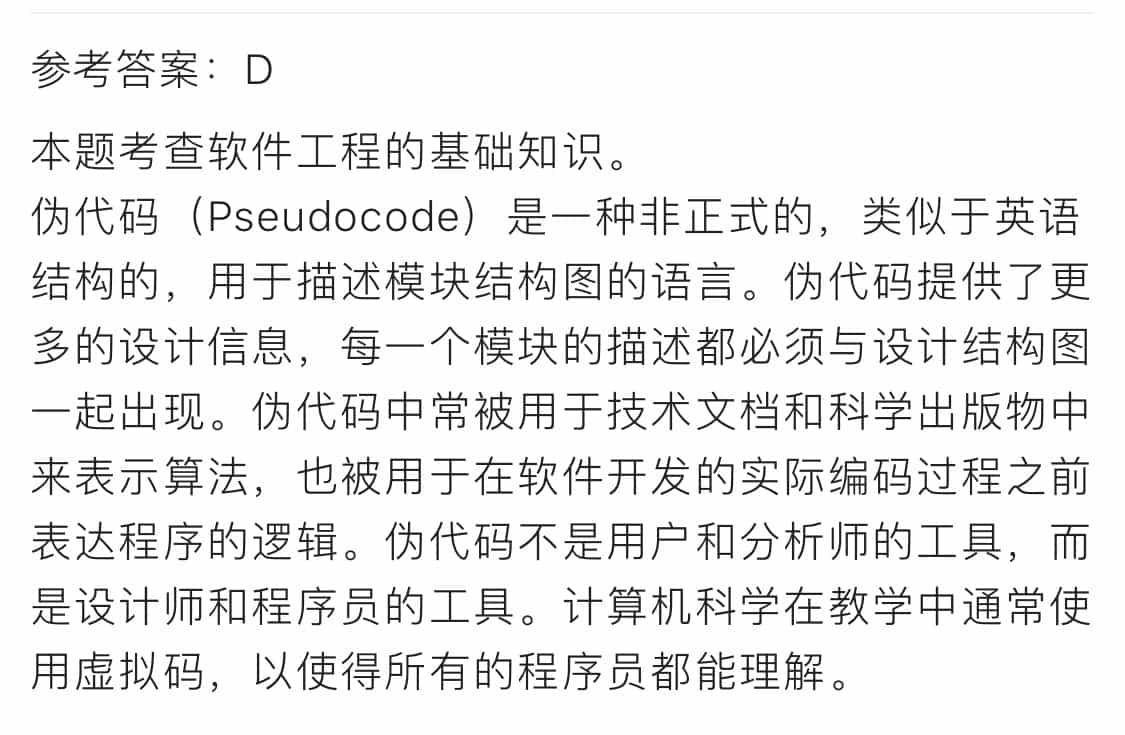 参考答案：D
本题考查软件工程的基础知识。
伪代码（Pseudocode）是一种非正式的，类似于英语
结构的，用于描述模块结构图的语言。伪代码提供了更
多的设计信息，每一个模块的描述都必须与设计结构图
一起出现。伪代码中常被用于技术文档和科学出版物中
来表示算法，也被用于在软件开发的实际编码过程之前
表达程序的逻辑。伪代码不是用户和分析师的工具，而
是设计师和程序员的工具。计算机科学在教学中通常使
用虚拟码，以使得所有的程序员都能理解。